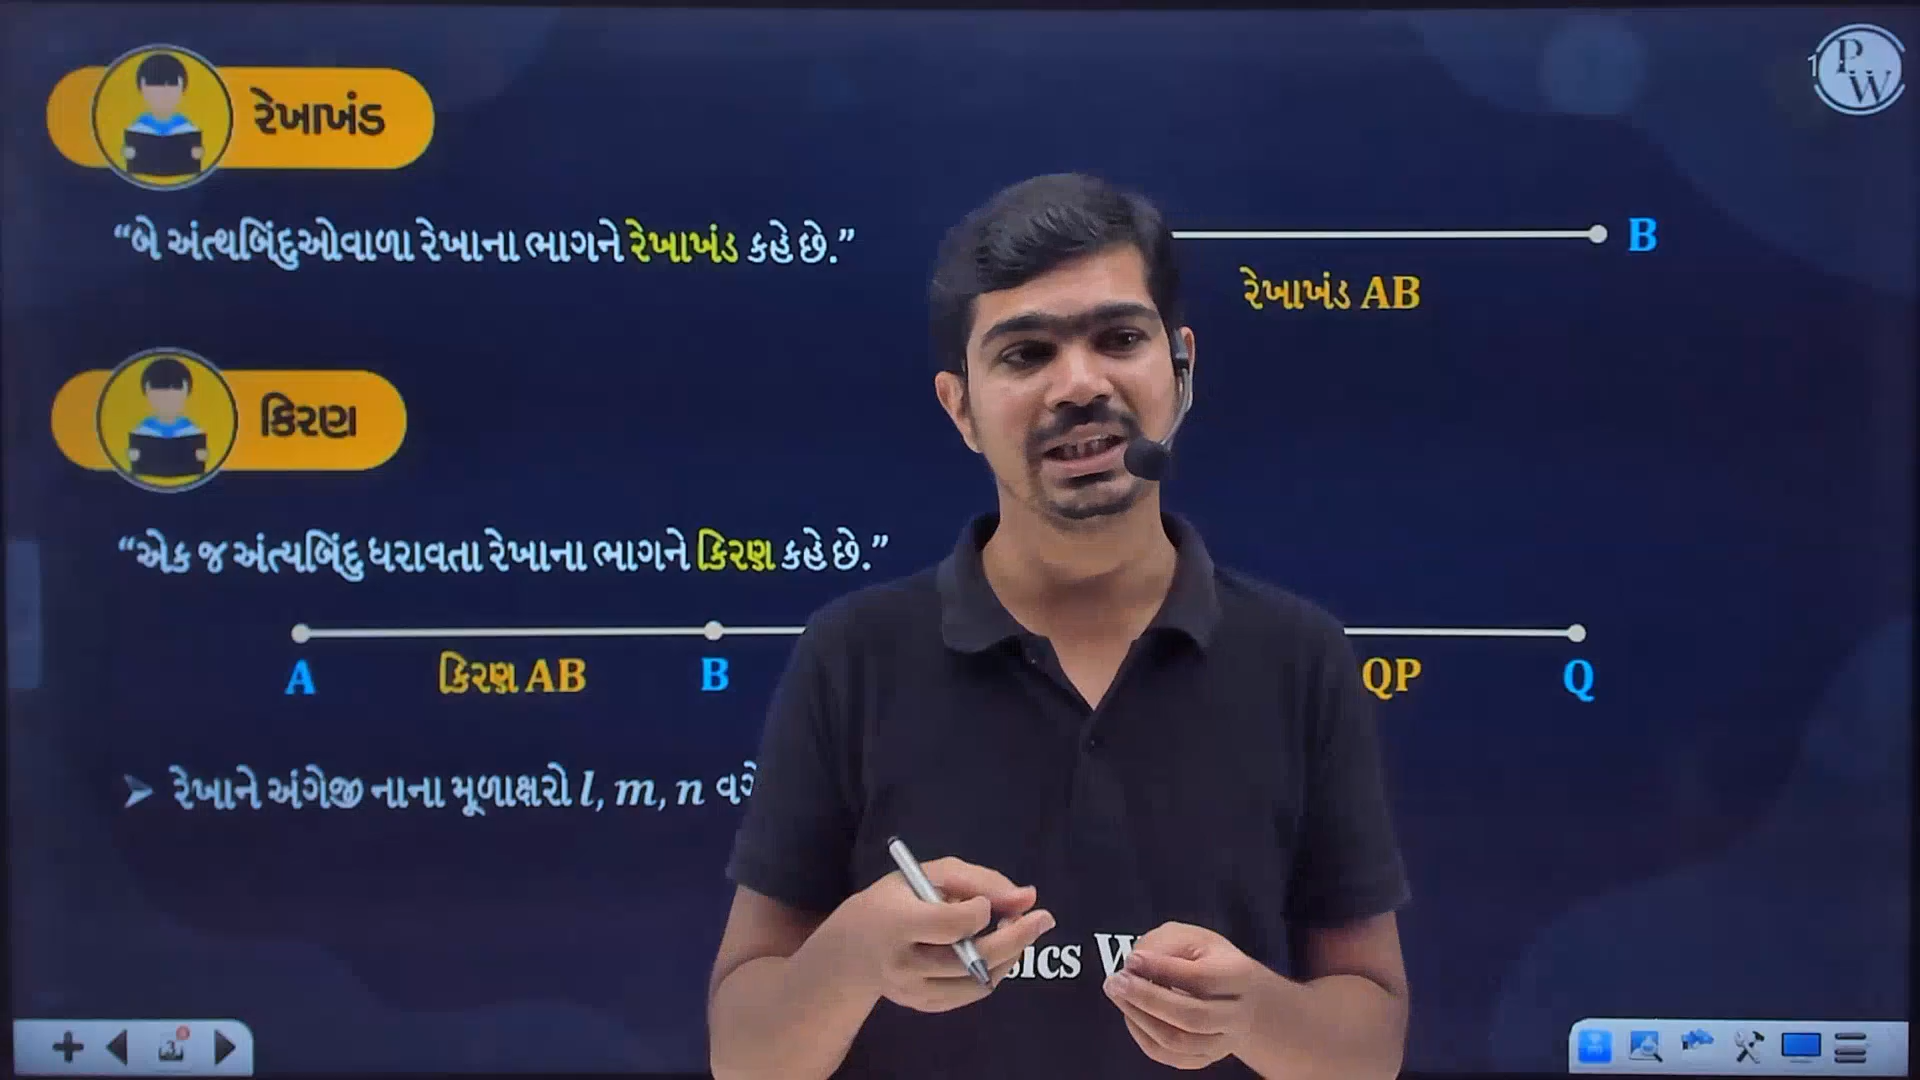 રેખાખંડ
PW
“બે અંત્યબિંદુઓવાળા રેખાના ભાગને રેખાખંડ કહે છે.”
B
રેખાખંડ AB
કિરણ
“એક જ અંત્યબિંદુ ધરાવતા રેખાના ભાગને કિરણ કહે છે.”
A કિરણ AB B QP Q
➤ રેખાને અંગેજી નાના મૂળાક્ષરો l, m, n